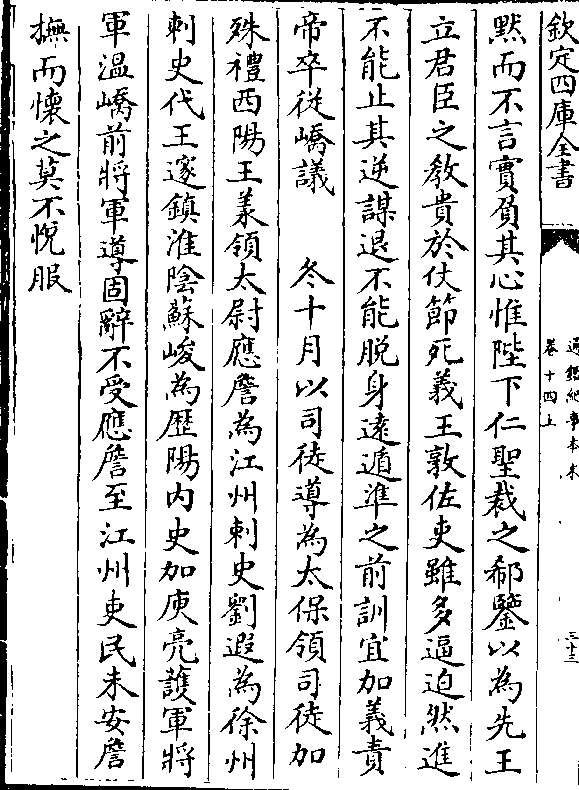 欽定四庫全書
通鑑紀事本末
卷十四上
三十三
黙而不言實負其心惟陛下仁聖裁之郗鑒以為先王
立君臣之教貴於仗節死義王敦佐吏雖多逼迫然進
不能止其逆謀退不能脱身遠遁準之前訓宜加義責
帝卒從嶠議　冬十月以司徒導為太保領司徒加
殊禮西陽王羕領太尉應詹為江州刺史劉遐為徐州
刺史代王邃鎮淮陰蘇峻為歴陽内史加庾亮護軍將
軍温嶠前將軍導固辭不受應詹至江州吏民未安詹
撫而懐之莫不恱服